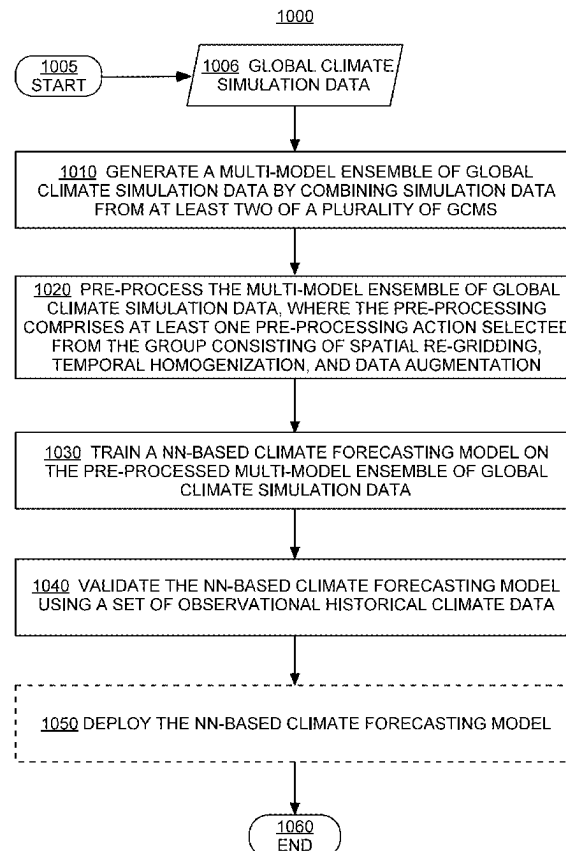 1000
1005
START
1006 GLOBAL CLIMATE
SIMULATION DATA
1010 GENERATE A MULTI-MODEL ENSEMBLE OF GLOBAL
CLIMATE SIMULATION DATA BY COMBINING SIMULATION DATA
FROM AT LEAST TWO OF A PLURALITY OF GCMS
1020 PRE-PROCESS THE MULTI-MODEL ENSEMBLE OF GLOBAL
CLIMATE SIMULATION DATA, WHERE THE PRE-PROCESSING
COMPRISES AT LEAST ONE PRE-PROCESSING ACTION SELECTED
FROM THE GROUP CONSISTING OF SPATIAL RE-GRIDDING,
TEMPORAL HOMOGENIZATION, AND DATA AUGMENTATION
1030 TRAIN A NN-BASED CLIMATE FORECASTING MODEL ON
THE PRE-PROCESSED MULTI-MODEL ENSEMBLE OF GLOBAL
CLIMATE SIMULATION DATA
1040 VALIDATE THE NN-BASED CLIMATE FORECASTING MODEL
USING A SET OF OBSERVATIONAL HISTORICAL CLIMATE DATA
1050 DEPLOY THE NN-BASED CLIMATE FORECASTING MODEL
1060
END